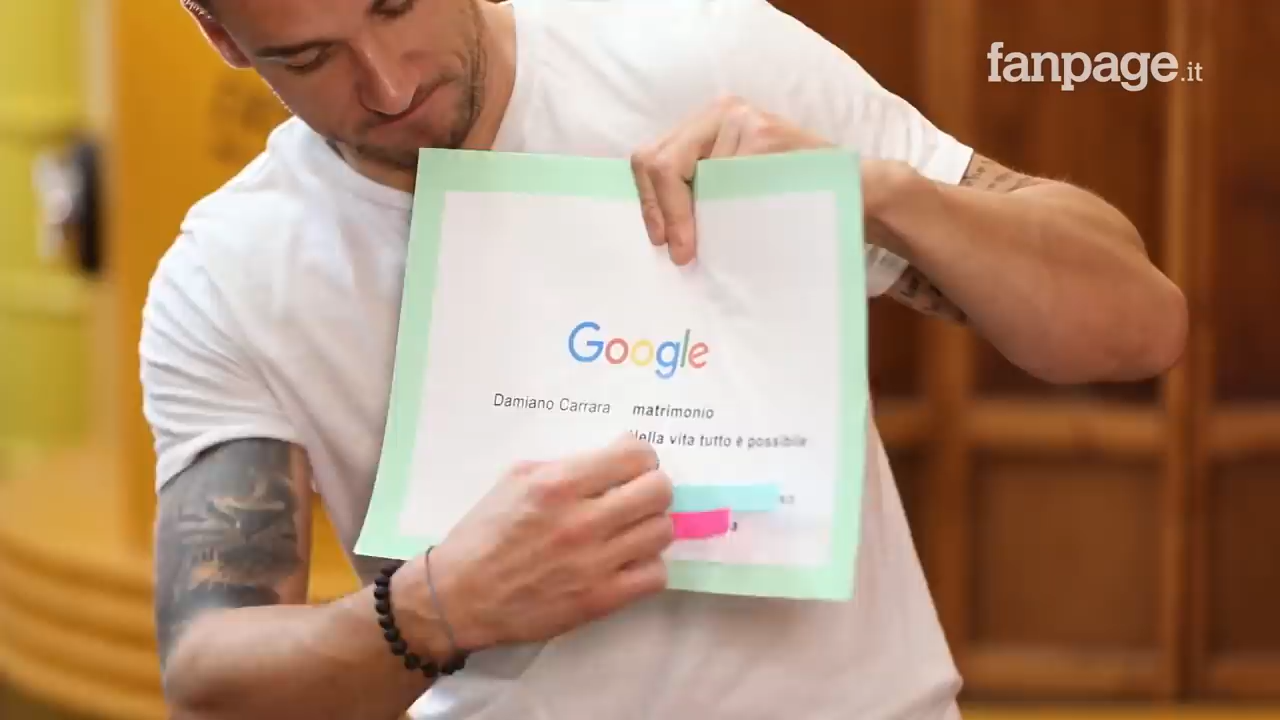 fanpage.it
Google
Damiano Carrara matrimonio
Nella vita tutto è possibile